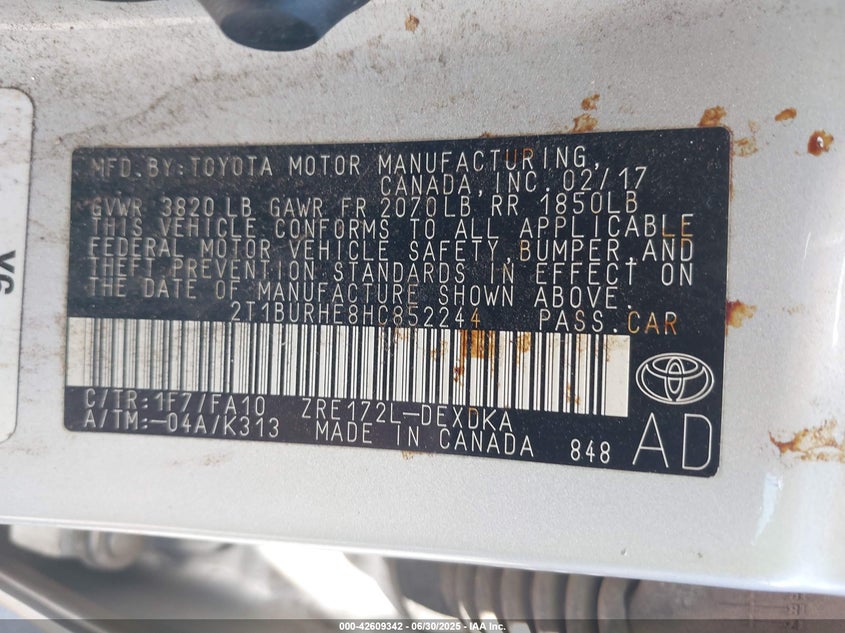 MFD.BY:TOYOTA MOTOR MANUFACTURING,
CANADA,INC. 02/17
GVWR 3820 LB GAWR FR 2070LB RR 1850LB
THIS VEHICLE CONFORMS TO ALL APPLICABLE
FEDERAL MOTOR VEHICLE SAFETY,BUMPER,AND
THEFT PREVENTION STANDARDS IN EFFECT ON
THE DATE OF MANUFACTURE SHOWN ABOVE.
2T1BURHE8HC852244 PASS.CAR
C/TR:1F7/FA10 ZRE172L-DEXDKA
A/TM:-04A/K313 MADE IN CANADA 848 AD
000-42609342 - 06/30/2025 - IAA Inc.